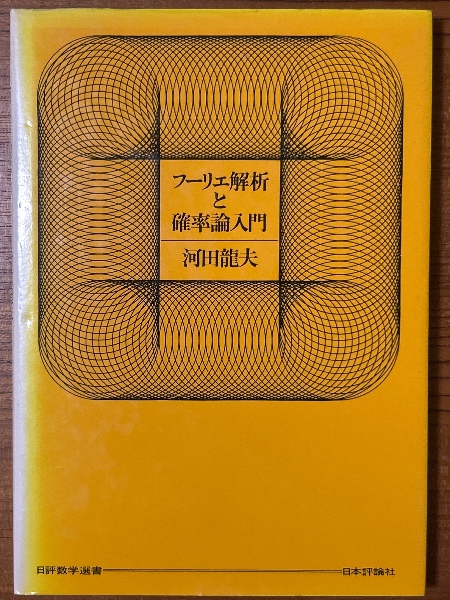 フーリエ解析
と
確率論入門
河田龍夫
日評数学選書
日本評論社